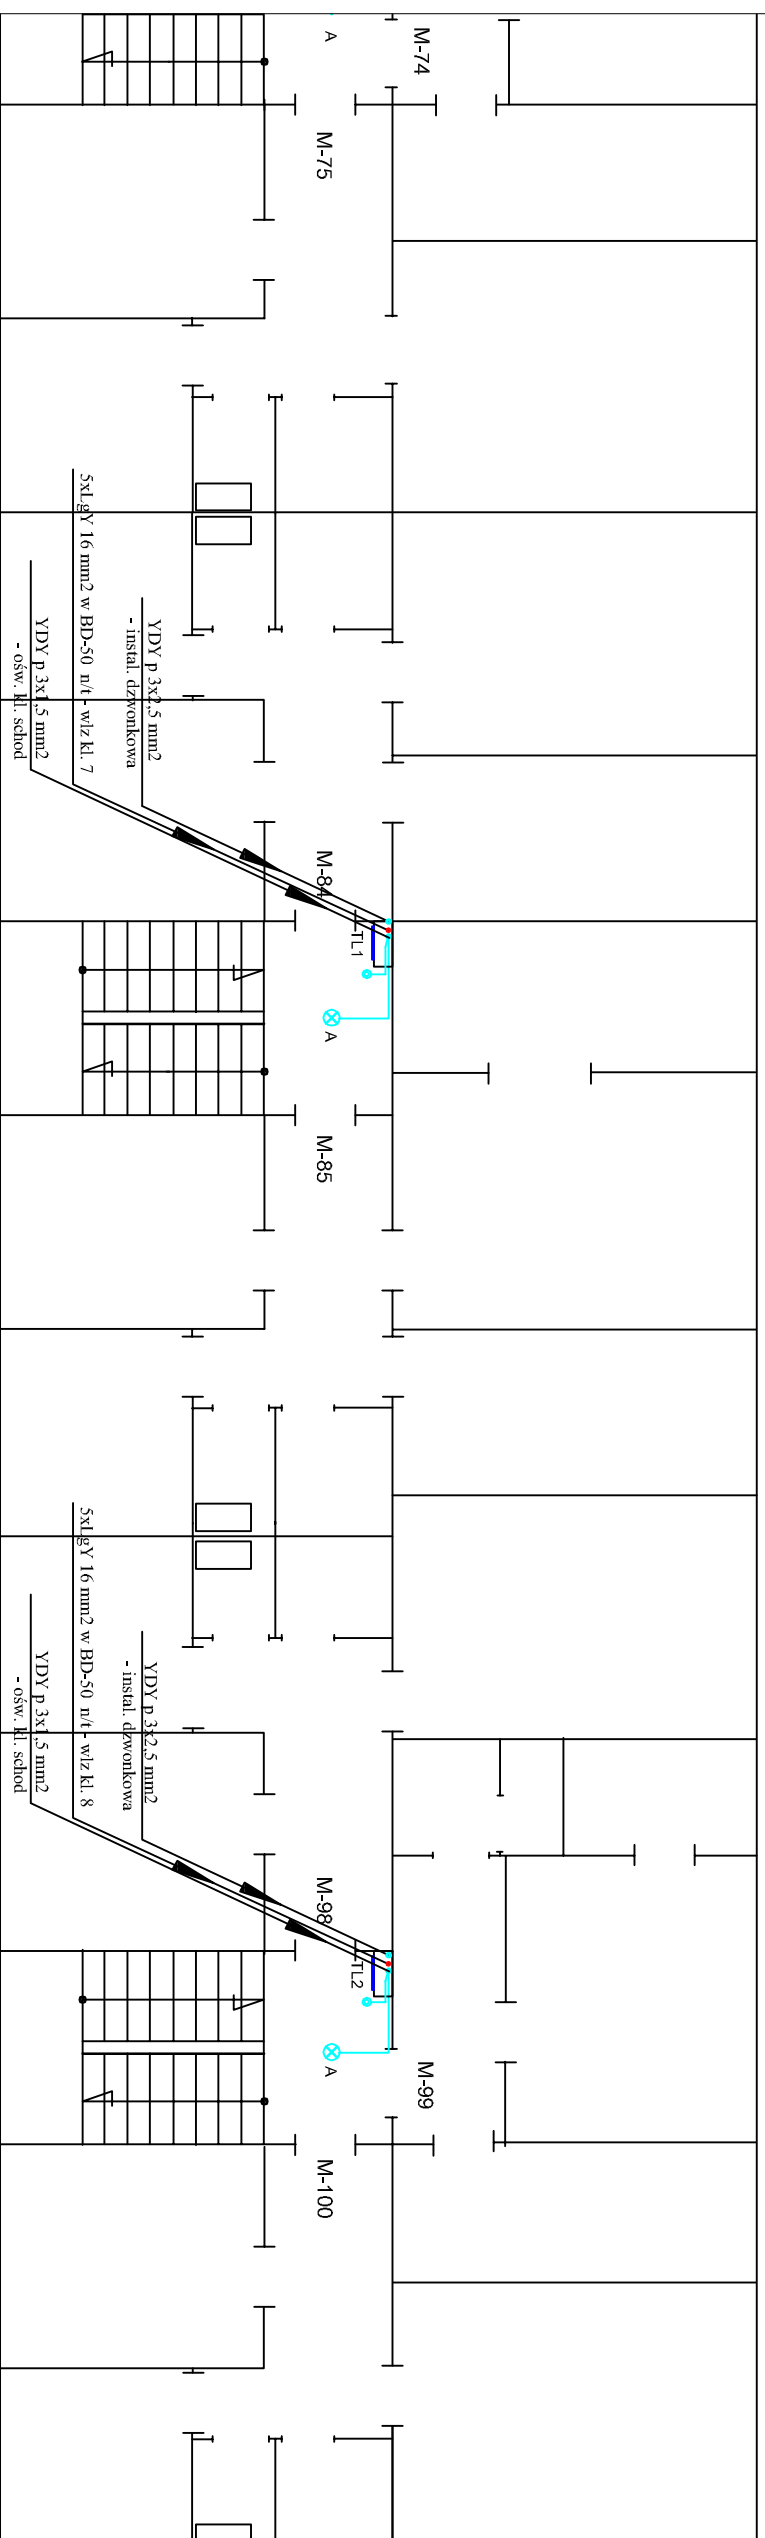 A
M-74
M-75
5xLgY 16 mm2 w BD-50 n/t - wlz kl. 7
YDY p 3x2,5 mm2
- instal. dzwonkowa
YDY p 3x1,5 mm2
- ośw. kl. schod
M-84
TL1
A
M-85
5xLgY 16 mm2 w BD-50 n/t - wlz kl. 8
YDY p 3x2,5 mm2
- instal. dzwonkowa
YDY p 3x1,5 mm2
- ośw. kl. schod
M-98
TL2
A
M-99
M-100